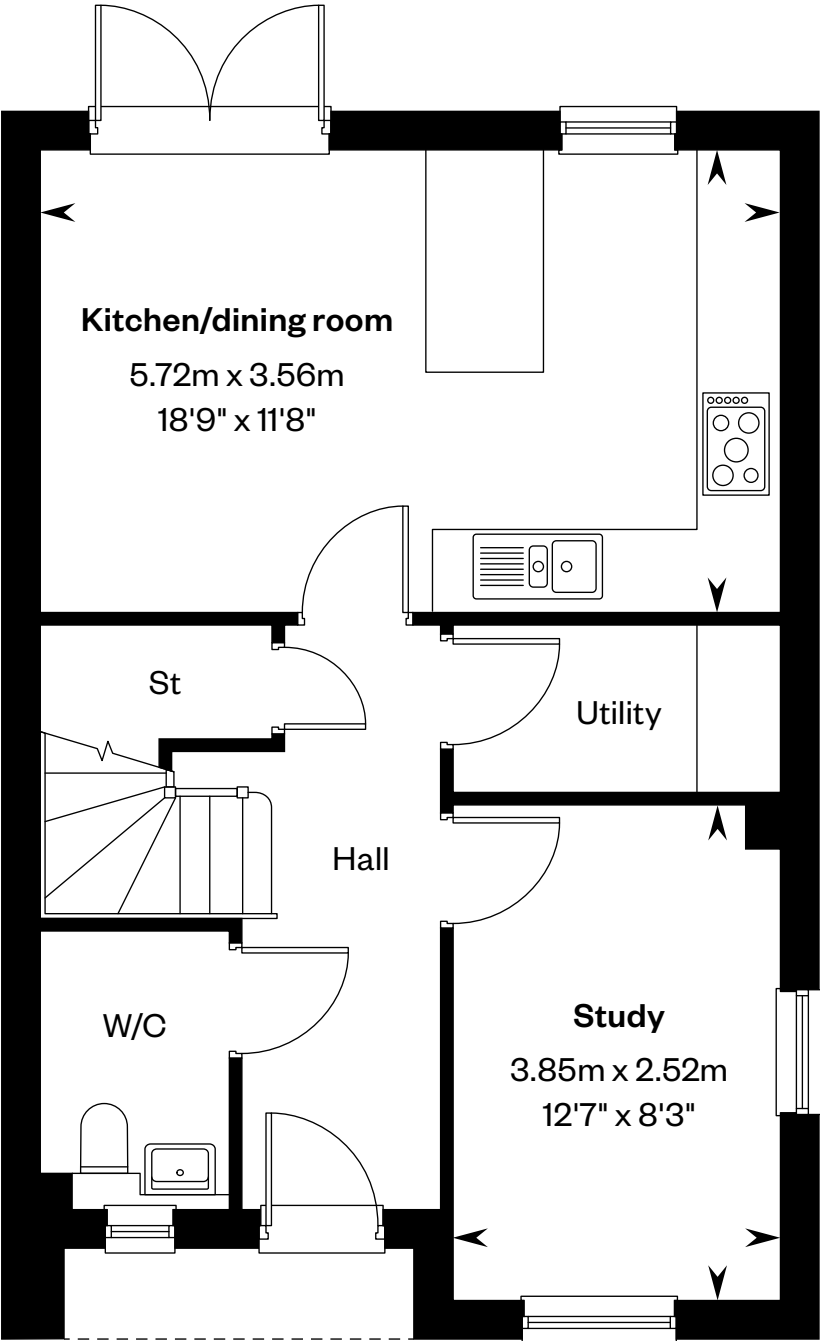 Kitchen/dining room
5.72m x 3.56m
18'9" x 11'8"
St
Utility
Hall
W/C
Study
3.85m x 2.52m
12'7" x 8'3"